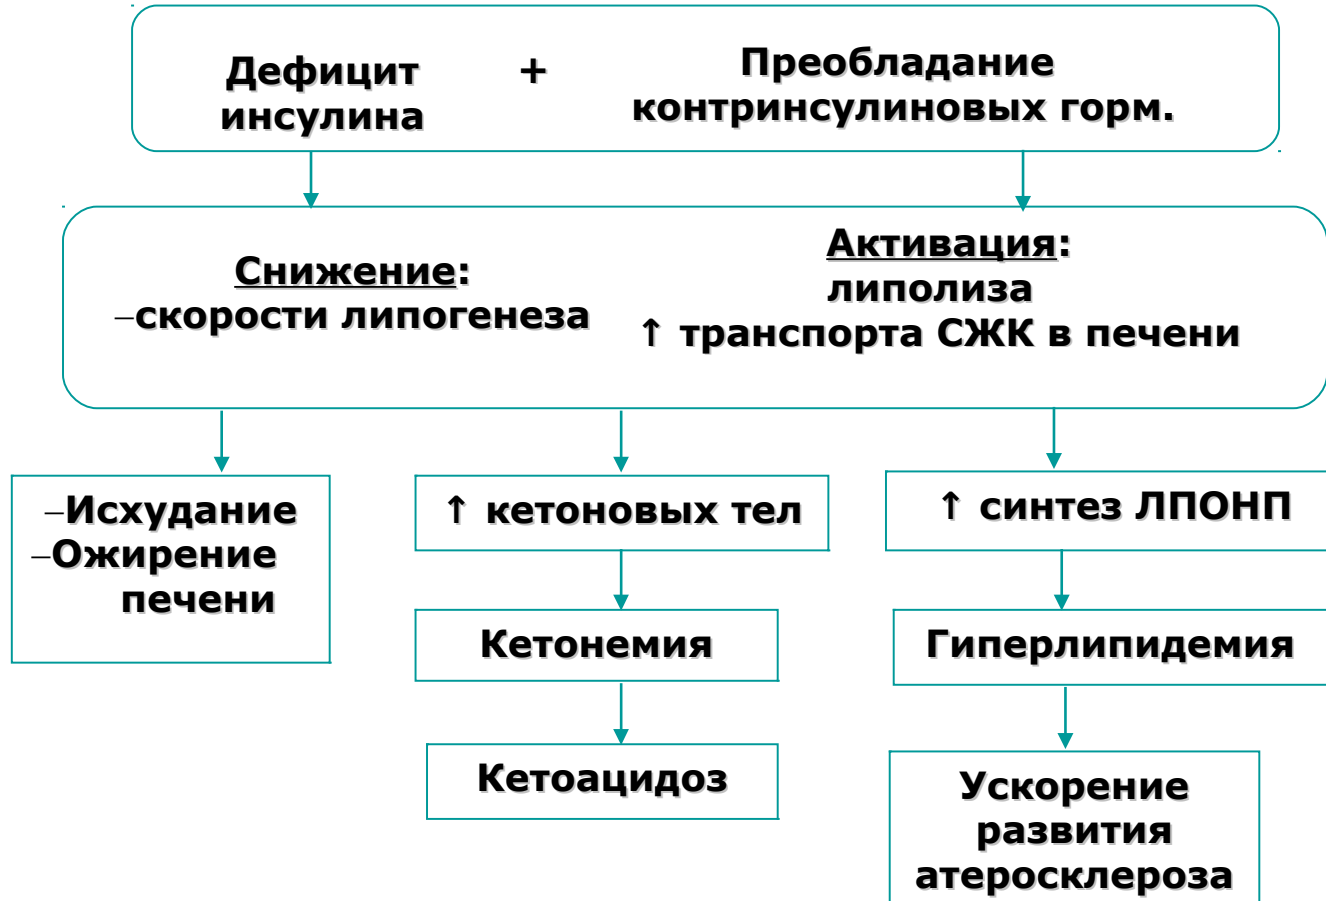 Дефицит
инсулина
+
Преобладание
контринсулиновых горм.
Снижение:
–скорости липогенеза
Активация:
липолиза
↑ транспорта СЖК в печени
–Исхудание
–Ожирение
печени
↑ кетоновых тел
Кетонемия
Кетоацидоз
↑ синтез ЛПОНП
Гиперлипидемия
Ускорение
развития
атеросклероза